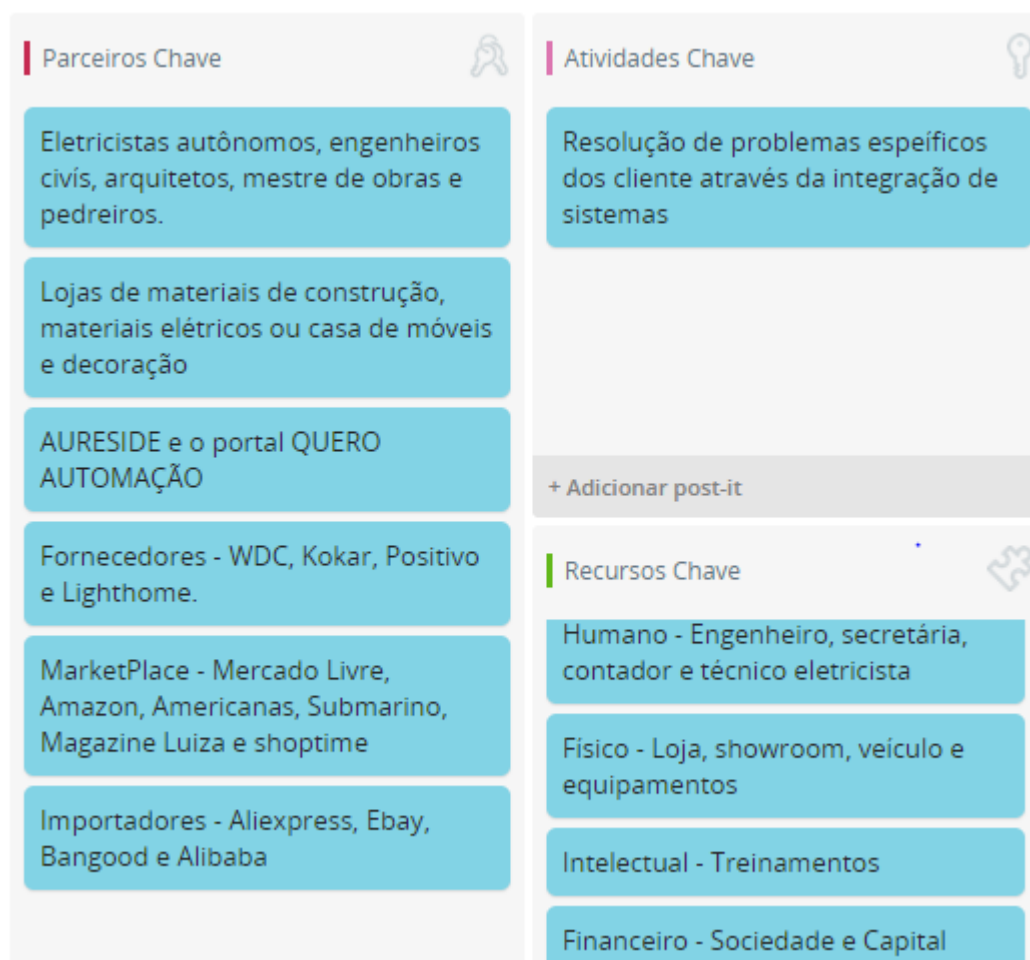 Parceiros Chave
Eletricistas autônomos, engenheiros
civís, arquitetos, mestre de obras e
pedreiros.
Lojas de materiais de construção,
materiais elétricos ou casa de móveis
e decoração
AURESIDE e o portal QUERO
AUTOMAÇÃO
Fornecedores - WDC, Kokar, Positivo
e Lighthome.
MarketPlace - Mercado Livre,
Amazon, Americanas, Submarino,
Magazine Luiza e shoptime
Importadores - Aliexpress, Ebay,
Bangood e Alibaba
Atividades Chave
Resolução de problemas espeíficos
dos cliente através da integração de
sistemas
+ Adicionar post-it
Recursos Chave
Humano - Engenheiro, secretária,
contador e técnico eletricista
Físico - Loja, showroom, veículo e
equipamentos
Intelectual - Treinamentos
Financeiro - Sociedade e Capital